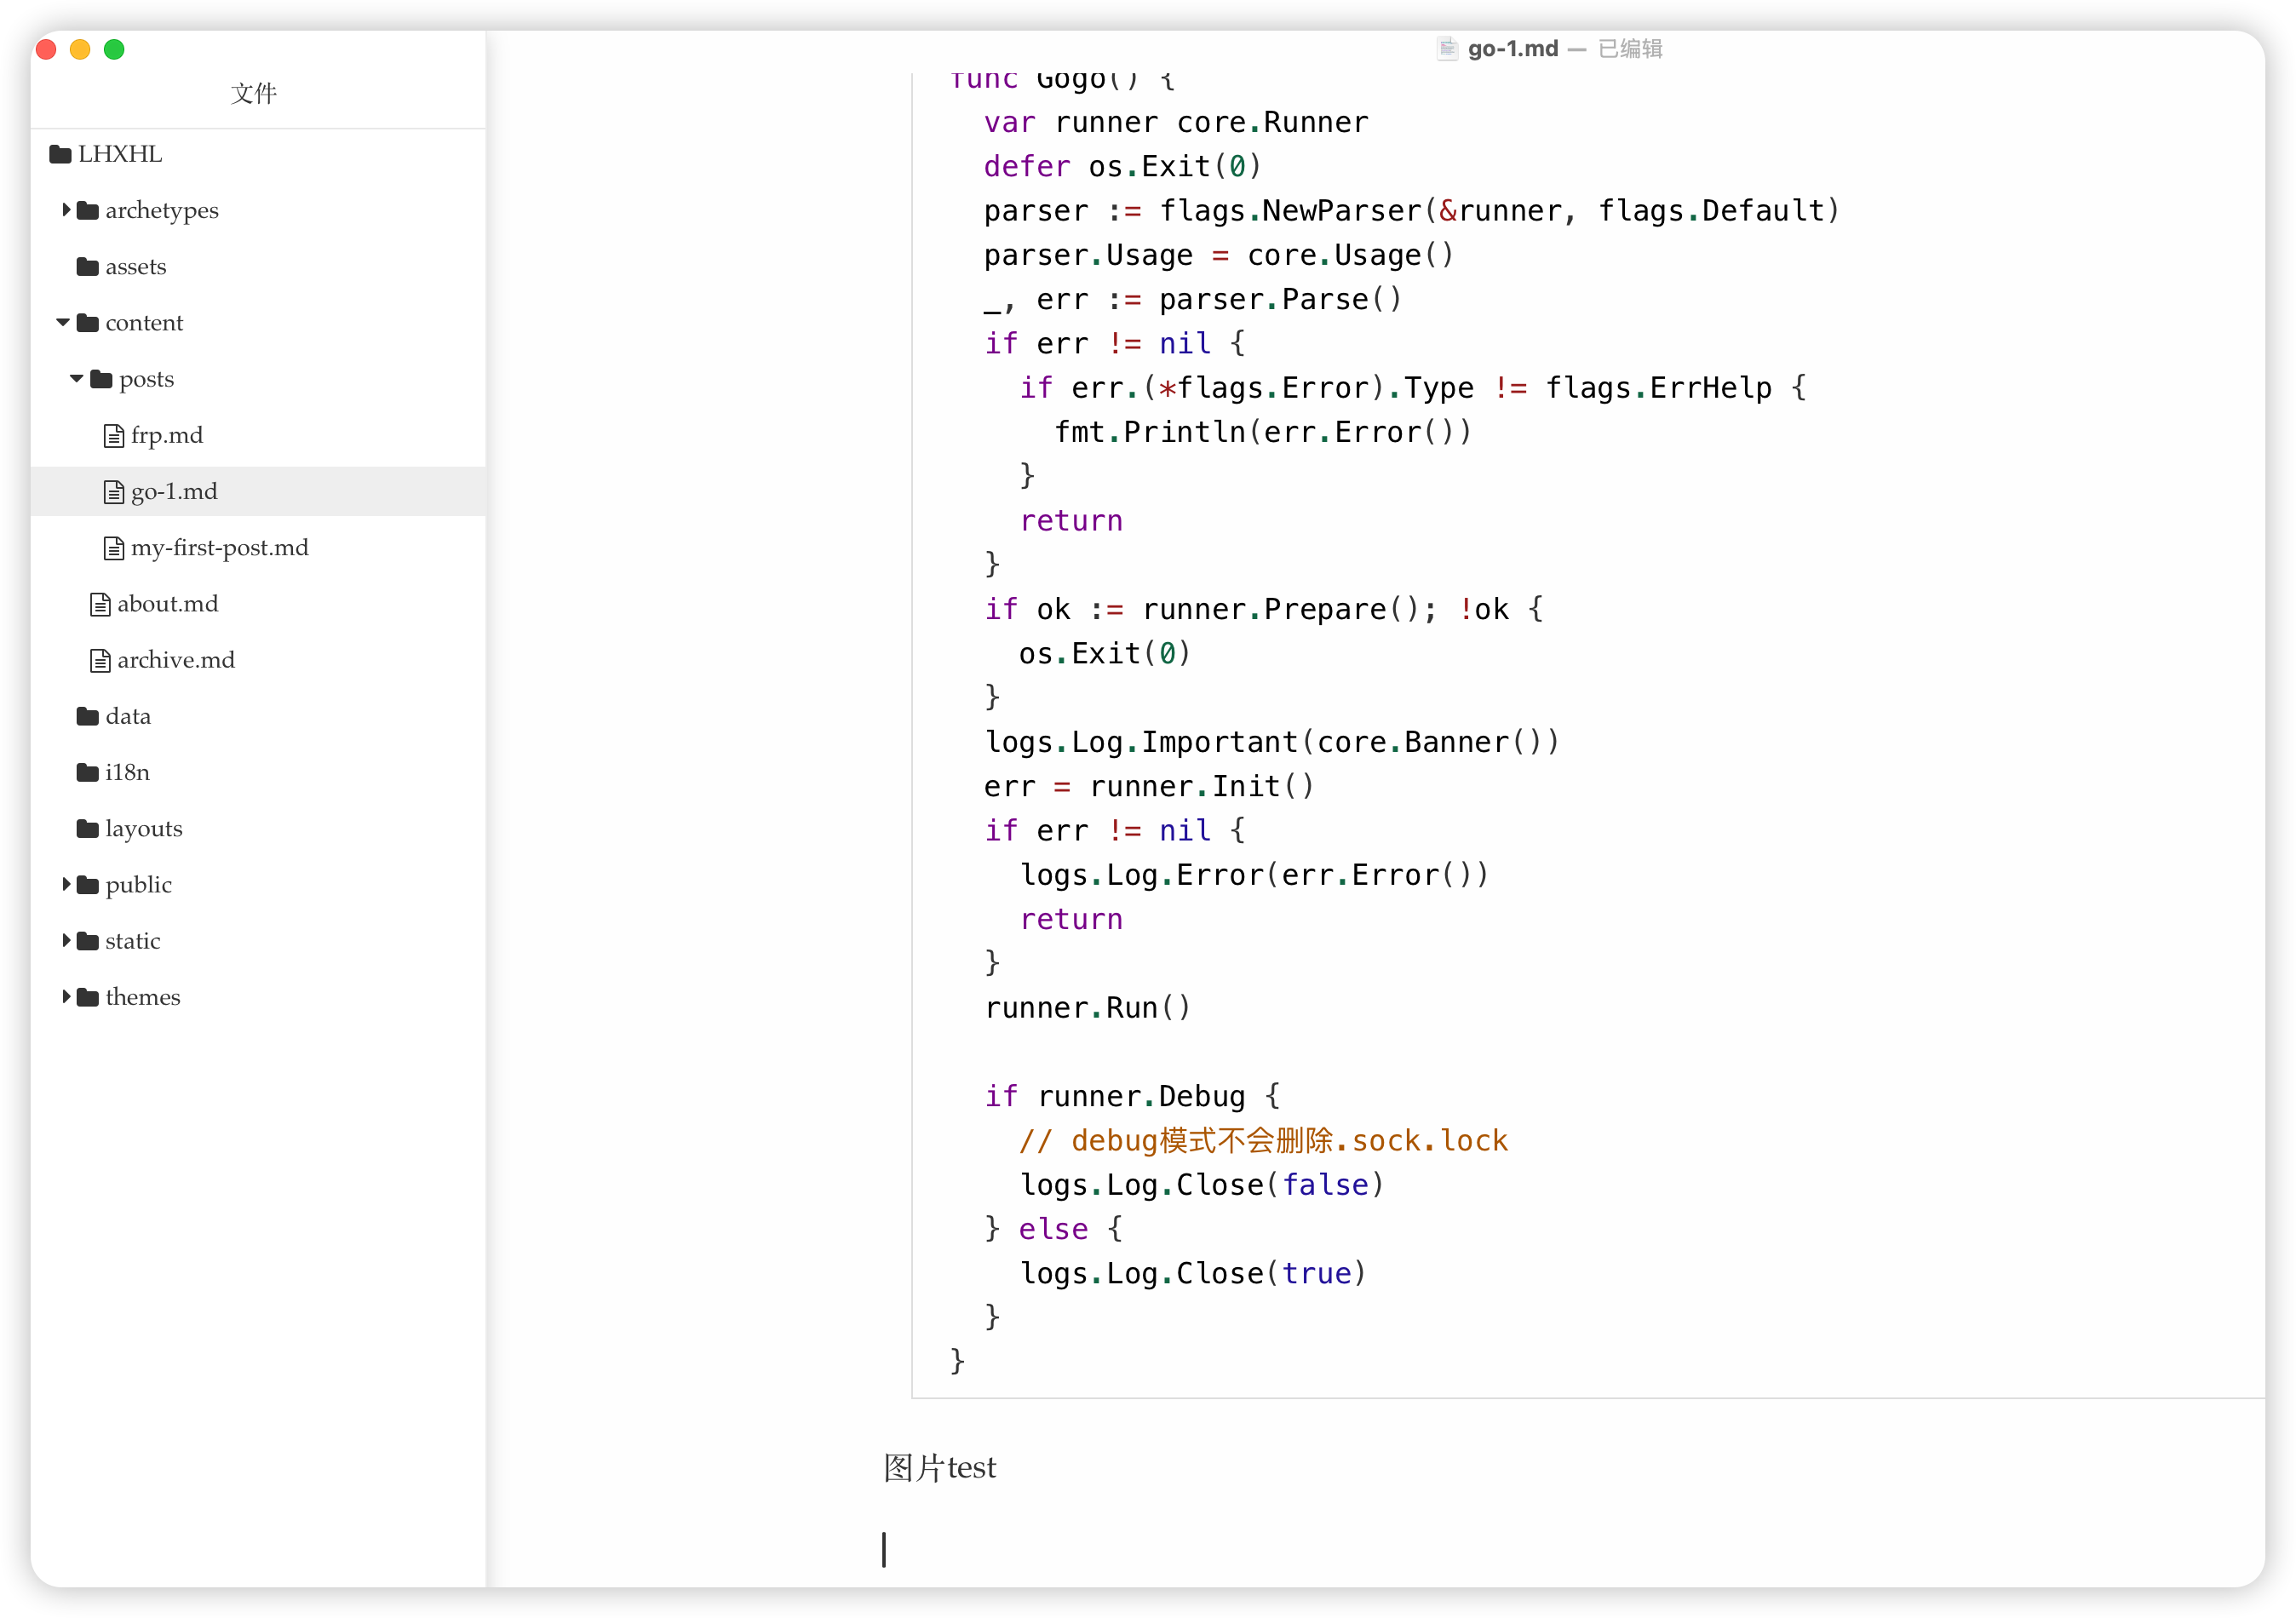 go-1.md — 已编辑
文件
LHXHL
archetypes
assets
content
posts
frp.md
go-1.md
my-first-post.md
about.md
archive.md
data
i18n
layouts
public
static
themes
func Gogo() {
  var runner core.Runner
  defer os.Exit(0)
  parser := flags.NewParser(&runner, flags.Default)
  parser.Usage = core.Usage()
  _, err := parser.Parse()
  if err != nil {
    if err.(*flags.Error).Type != flags.ErrHelp {
      fmt.Println(err.Error())
    }
    return
  }
  if ok := runner.Prepare(); !ok {
    os.Exit(0)
  }
  logs.Log.Important(core.Banner())
  err = runner.Init()
  if err != nil {
    logs.Log.Error(err.Error())
    return
  }
  runner.Run()

  if runner.Debug {
    // debug模式不会删除.sock.lock
    logs.Log.Close(false)
  } else {
    logs.Log.Close(true)
  }
}
图片test